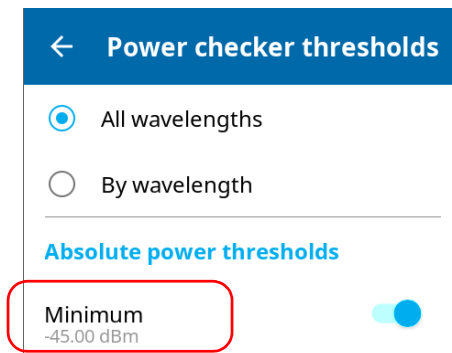 Power checker thresholds
All wavelengths
By wavelength
Absolute power thresholds
Minimum
-45.00 dBm